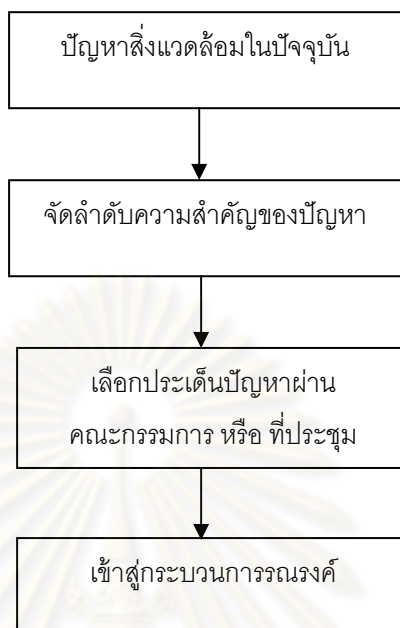 ปัญหาสิ่งแวดล้อมในปัจจุบัน
จัดลำดับความสำคัญของปัญหา
เลือกประเด็นปัญหาผ่าน
คณะกรรมการ หรือ ที่ประชุม
เข้าสู่กระบวนการรณรงค์